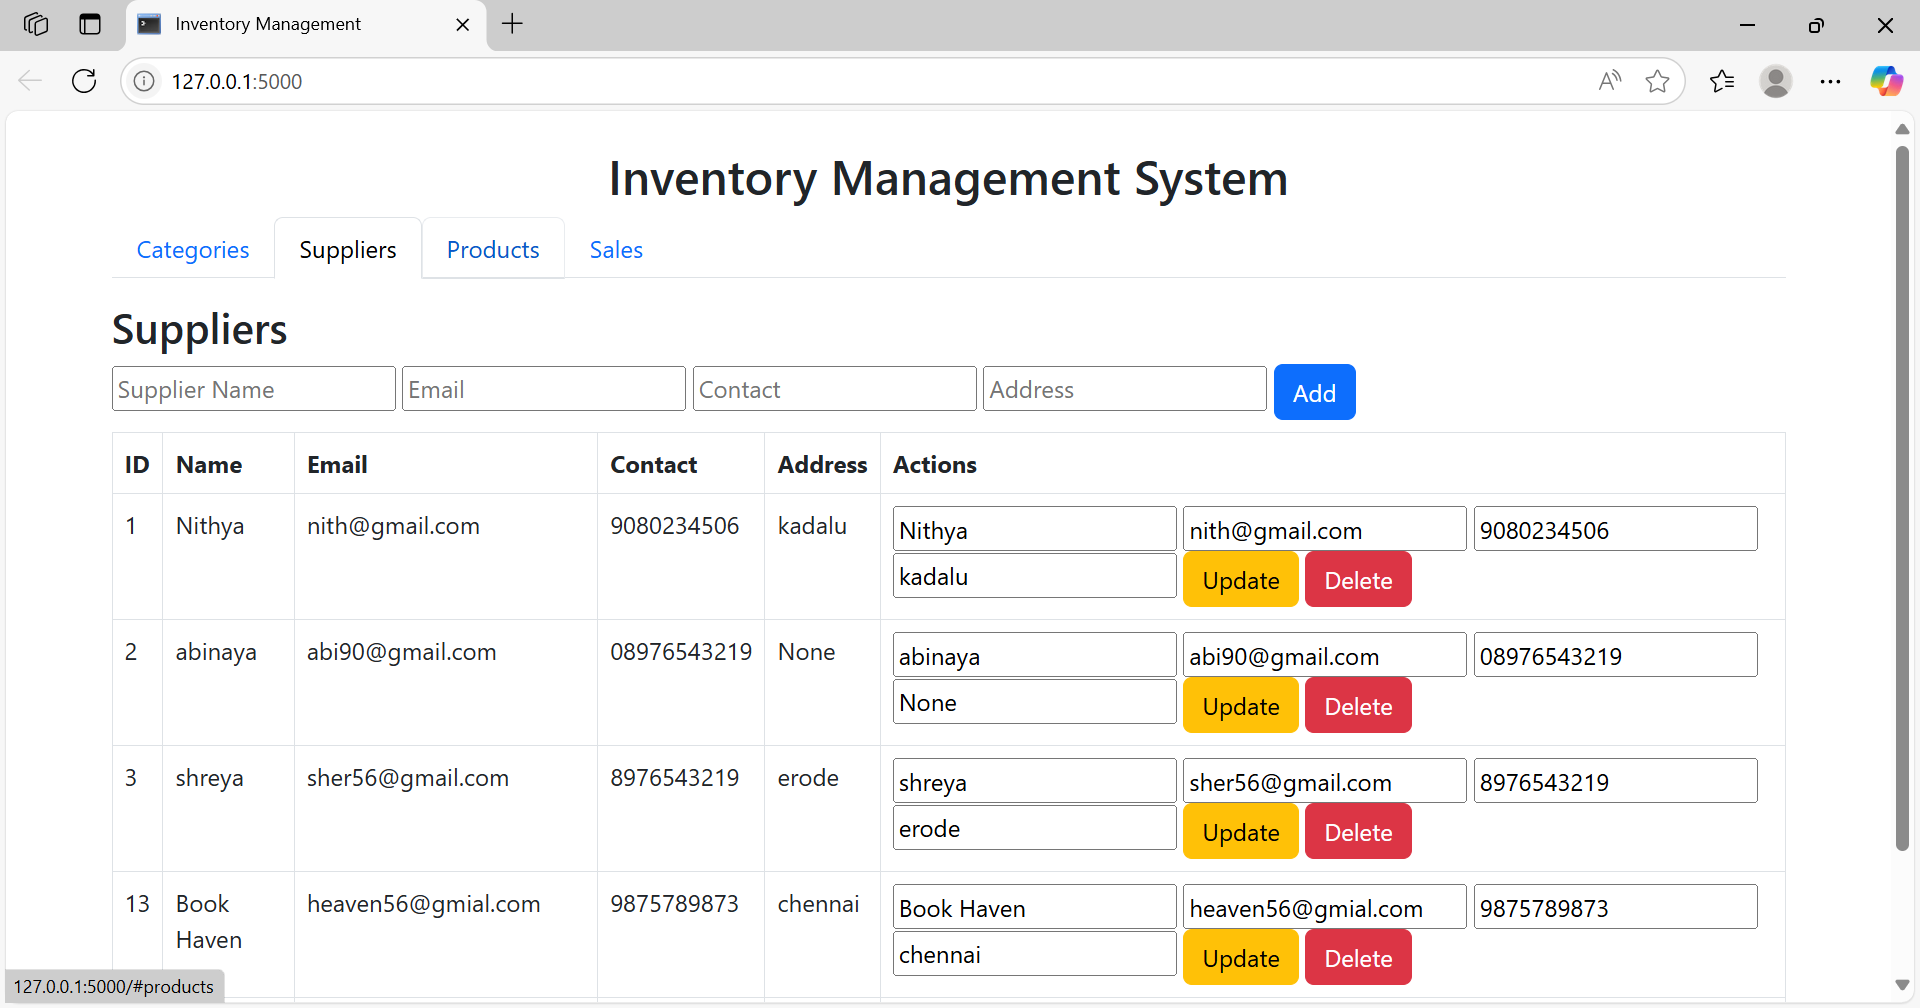 Inventory Management
127.0.0.1:5000
Inventory Management System
Categories Suppliers Products Sales
Suppliers
Supplier Name Email Contact Address Add
ID Name Email Contact Address Actions
1 Nithya nith@gmail.com 9080234506 kadalu Nithya nith@gmail.com 9080234506
kadalu Update Delete
2 abinaya abi90@gmail.com 08976543219 None abinaya abi90@gmail.com 08976543219
None Update Delete
3 shreya sher56@gmail.com 8976543219 erode shreya sher56@gmail.com 8976543219
erode Update Delete
13 Book heaven56@gmial.com 9875789873 chennai Book Haven heaven56@gmial.com 9875789873
Haven chennai Update Delete
127.0.0.1:5000/#products